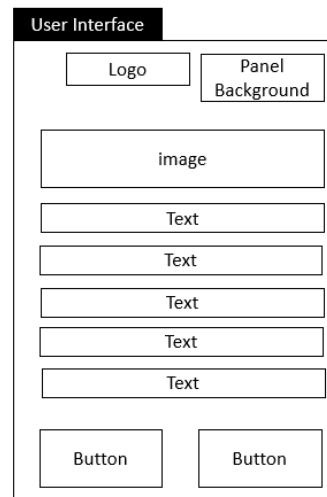 User Interface
Logo
Panel
Background
image
Text
Text
Text
Text
Text
Button
Button